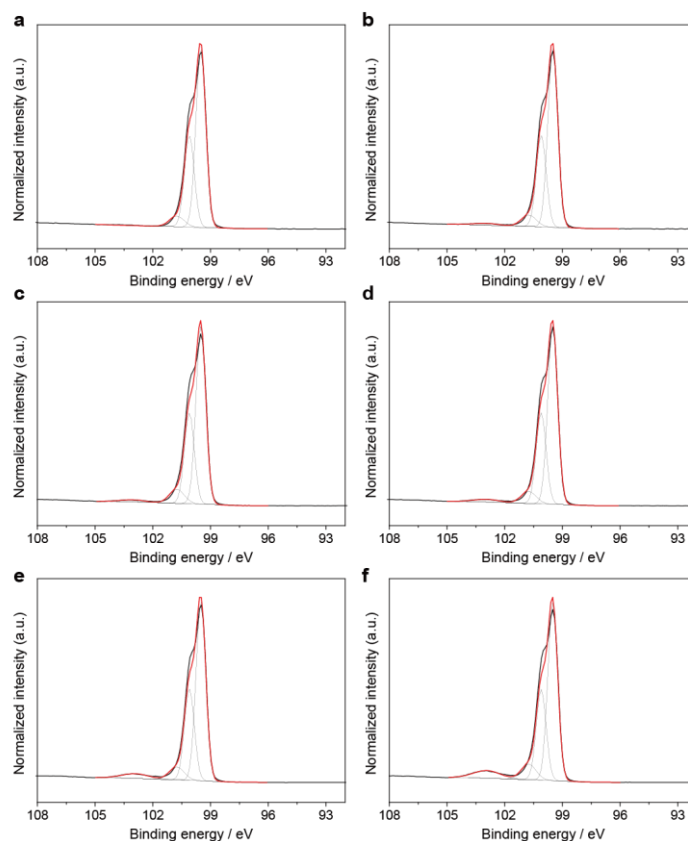 a
Normalized intensity (a.u.)
108 105 102 99 96 93
Binding energy / eV
b
Normalized intensity (a.u.)
108 105 102 99 96 93
Binding energy / eV
c
Normalized intensity (a.u.)
108 105 102 99 96 93
Binding energy / eV
d
Normalized intensity (a.u.)
108 105 102 99 96 93
Binding energy / eV
e
Normalized intensity (a.u.)
108 105 102 99 96 93
Binding energy / eV
f
Normalized intensity (a.u.)
108 105 102 99 96 93
Binding energy / eV